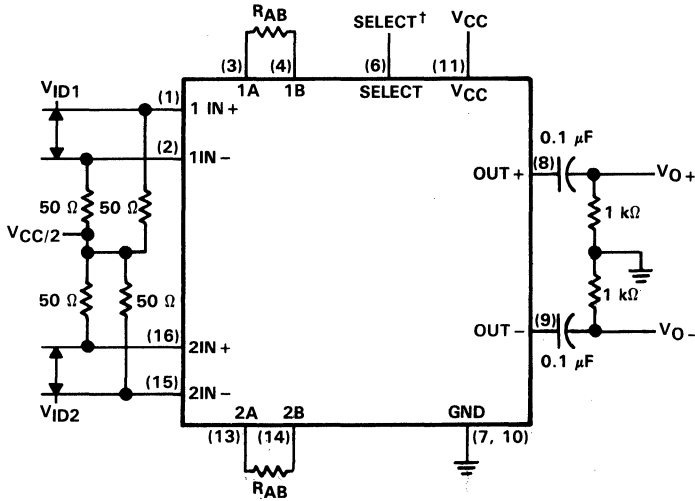 RAB
SELECT†
VCC
(3)
(4)
(6)
(11)
1A
1B
SELECT
VCC
VID1
(1)
1 IN+
(2)
1IN−
50 Ω
50 Ω
VCC/2
50 Ω
50 Ω
(16)
2IN+
(15)
2IN−
VID2
0.1 μF
OUT+
(8)
VO+
1 kΩ
1 kΩ
OUT−
(9)
VO−
0.1 μF
2A
2B
GND
(13)
(14)
(7, 10)
RAB